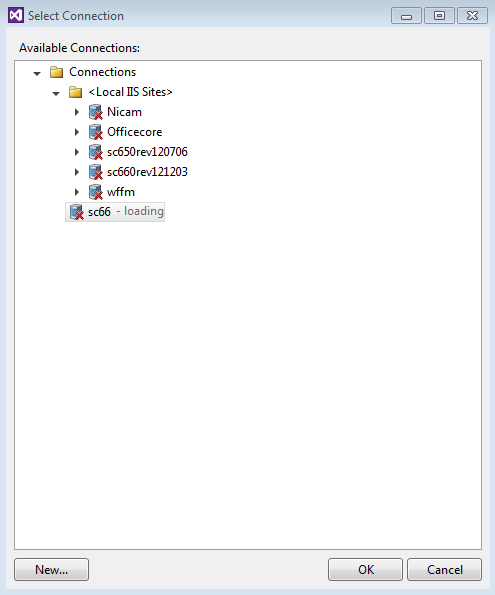 Select Connection
Available Connections:
Connections
<Local IIS Sites>
Nicam
Officecore
sc650rev120706
sc660rev121203
wffm
sc66 - loading
New... OK Cancel